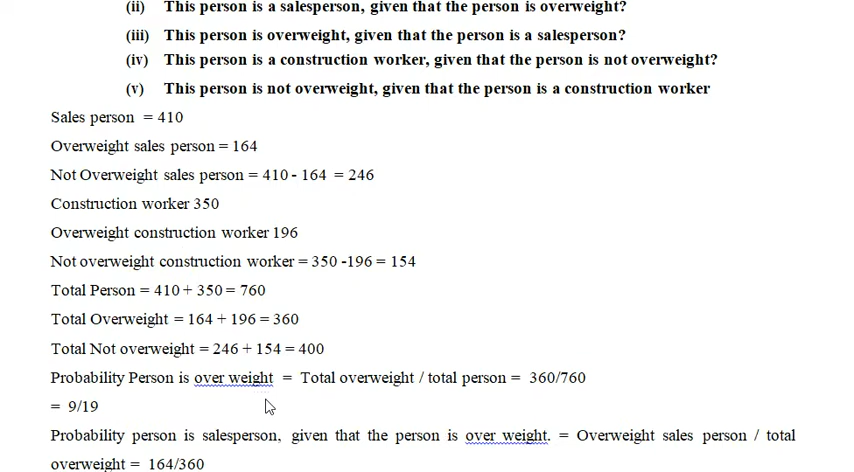 (ii) This person is a salesperson, given that the person is overweight?
(iii) This person is overweight, given that the person is a salesperson?
(iv) This person is a construction worker, given that the person is not overweight?
(v) This person is not overweight, given that the person is a construction worker
Sales person = 410
Overweight sales person = 164
Not Overweight sales person = 410 - 164 = 246
Construction worker 350
Overweight construction worker 196
Not overweight construction worker = 350 -196 = 154
Total Person = 410 + 350 = 760
Total Overweight = 164 + 196 = 360
Total Not overweight = 246 + 154 = 400
Probability Person is over weight = Total overweight / total person = 360/760
= 9/19
Probability person is salesperson, given that the person is over weight. = Overweight sales person / total
overweight = 164/360